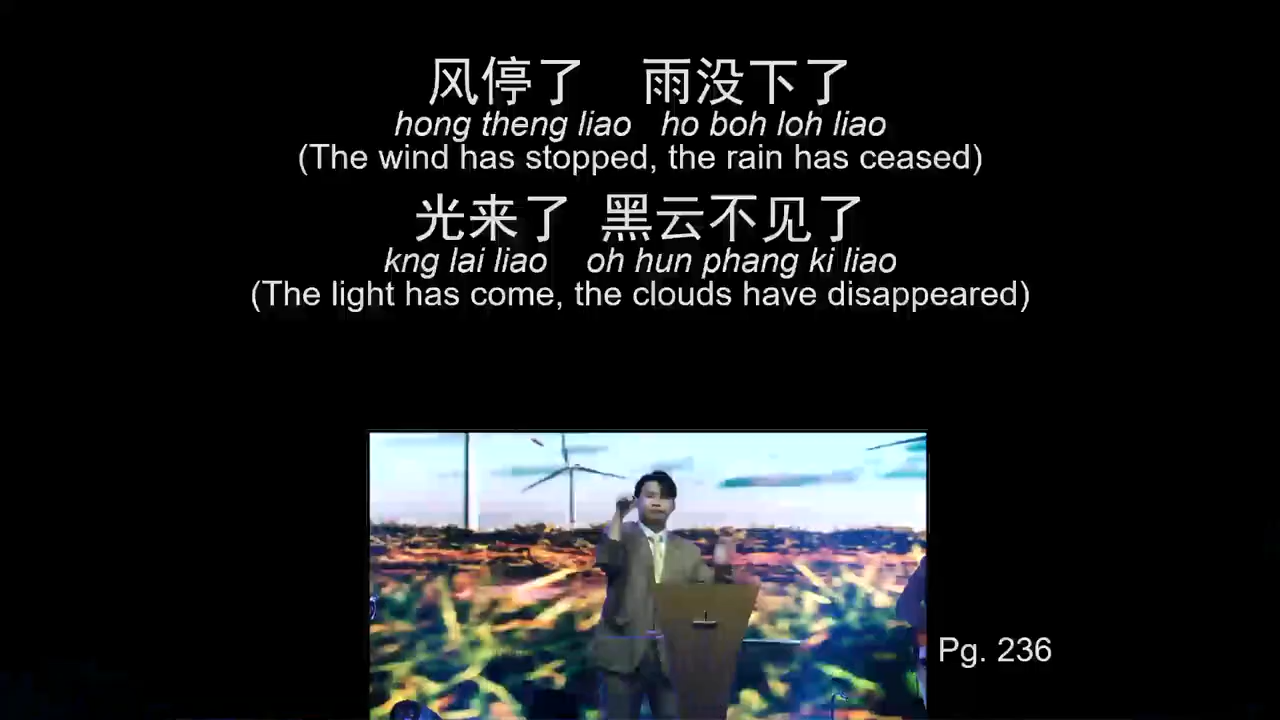 风停了 雨没下了
hong theng liao ho boh loh liao
(The wind has stopped, the rain has ceased)
光来了 黑云不见了
kng lai liao oh hun phang ki liao
(The light has come, the clouds have disappeared)
Pg. 236